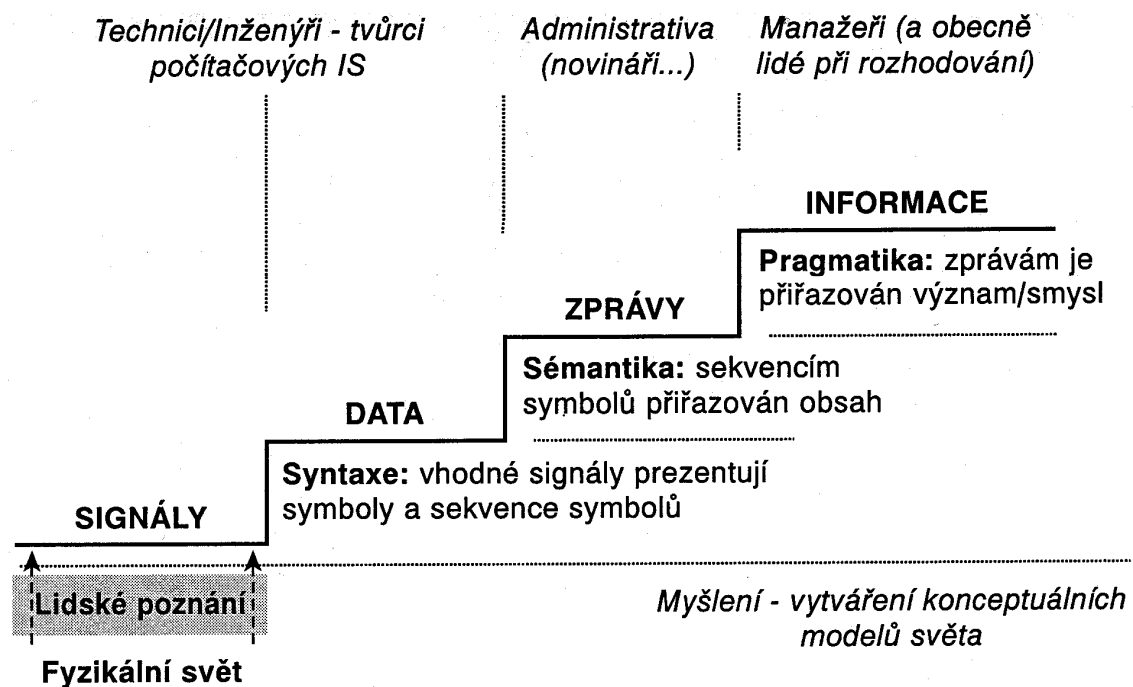 Technici/Inženýři - tvůrci
počítačových IS
Administrativa
(novináři...)
Manažeři (a obecně
lidé při rozhodování)
INFORMACE
Pragmatika: zprávám je
přiřazován význam/smysl
ZPRÁVY
Sémantika: sekvencím
symbolů přiřazován obsah
DATA
Syntaxe: vhodné signály prezentují
symboly a sekvence symbolů
SIGNÁLY
Lidské poznání
Myšlení - vytváření konceptuálních
modelů světa
Fyzikální svět